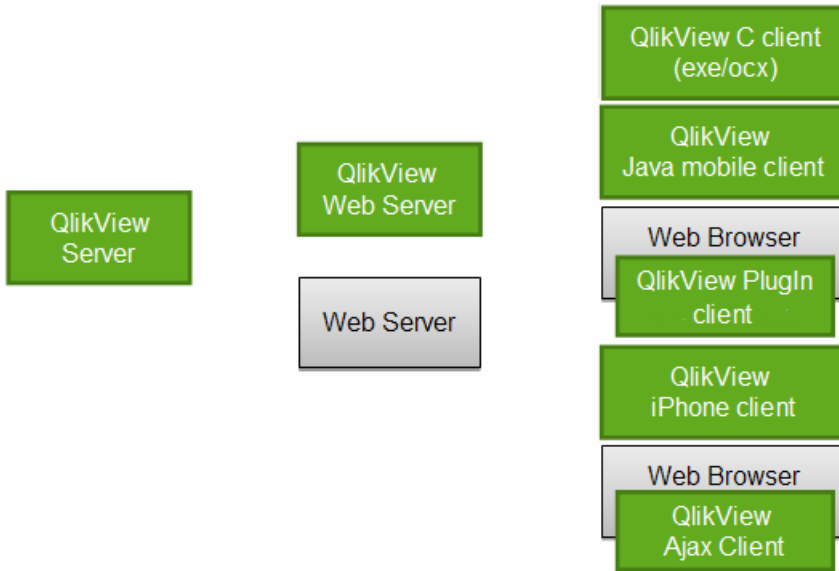 QlikView
Server
QlikView
Web Server
Web Server
QlikView C client
(exe/ocx)
QlikView
Java mobile client
Web Browser
QlikView PlugIn
client
QlikView
iPhone client
Web Browser
QlikView
Ajax Client